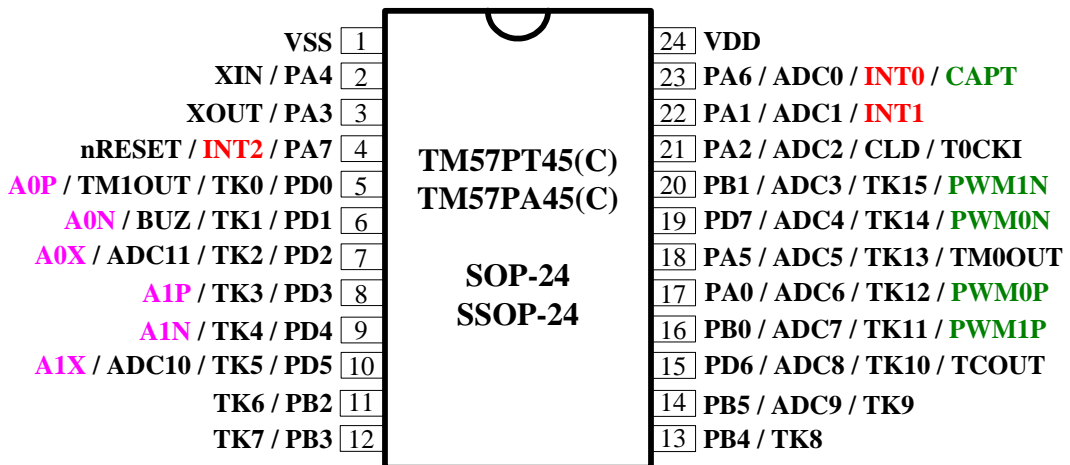 VSS 1
XIN / PA4 2
XOUT / PA3 3
nRESET / INT2 / PA7 4
A0P / TM1OUT / TK0 / PD0 5
A0N / BUZ / TK1 / PD1 6
A0X / ADC11 / TK2 / PD2 7
A1P / TK3 / PD3 8
A1N / TK4 / PD4 9
A1X / ADC10 / TK5 / PD5 10
TK6 / PB2 11
TK7 / PB3 12
TM57PT45(C)
TM57PA45(C)
SOP-24
SSOP-24
24 VDD
23 PA6 / ADC0 / INT0 / CAPT
22 PA1 / ADC1 / INT1
21 PA2 / ADC2 / CLD / T0CKI
20 PB1 / ADC3 / TK15 / PWM1N
19 PD7 / ADC4 / TK14 / PWM0N
18 PA5 / ADC5 / TK13 / TM0OUT
17 PA0 / ADC6 / TK12 / PWM0P
16 PB0 / ADC7 / TK11 / PWM1P
15 PD6 / ADC8 / TK10 / TCOUT
14 PB5 / ADC9 / TK9
13 PB4 / TK8